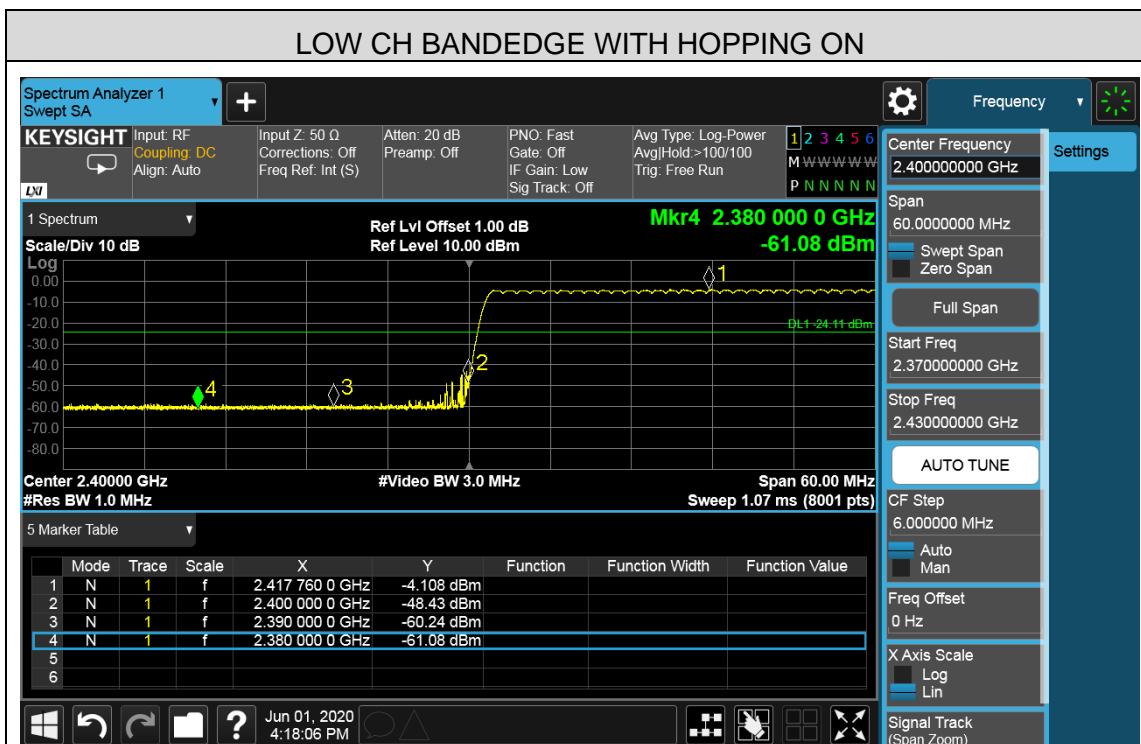 LOW CH BANDEDGE WITH HOPPING ON
Spectrum Analyzer 1
Swept SA
+
Frequency
KEYSIGHT
LXI
Input: RF
Coupling: DC
Align: Auto
Input Z: 50 Ω
Corrections: Off
Freq Ref: Int (S)
Atten: 20 dB
Preamp: Off
PNO: Fast
Gate: Off
IF Gain: Low
Sig Track: Off
Avg Type: Log-Power
Avg|Hold:>100/100
Trig: Free Run
1 2 3 4 5 6
M W W W W W
P N N N N N
1 Spectrum
Scale/Div 10 dB
Ref Lvl Offset 1.00 dB
Ref Level 10.00 dBm
Mkr4 2.380 000 0 GHz
-61.08 dBm
Log
0.00
-10.0
-20.0
-30.0
-40.0
-50.0
-60.0
-70.0
-80.0
1
DL1 -24.11 dBm
2
3
4
Center 2.40000 GHz
#Video BW 3.0 MHz
Span 60.00 MHz
#Res BW 1.0 MHz
Sweep 1.07 ms (8001 pts)
5 Marker Table
Mode Trace Scale X Y Function Function Width Function Value
1 N 1 f 2.417 760 0 GHz -4.108 dBm
2 N 1 f 2.400 000 0 GHz -48.43 dBm
3 N 1 f 2.390 000 0 GHz -60.24 dBm
4 N 1 f 2.380 000 0 GHz -61.08 dBm
5
6
?
Jun 01, 2020
4:18:06 PM
Center Frequency
2.400000000 GHz
Settings
Span
60.0000000 MHz
Swept Span
Zero Span
Full Span
Start Freq
2.370000000 GHz
Stop Freq
2.430000000 GHz
AUTO TUNE
CF Step
6.000000 MHz
Auto
Man
Freq Offset
0 Hz
X Axis Scale
Log
Lin
Signal Track
(Span Zoom)